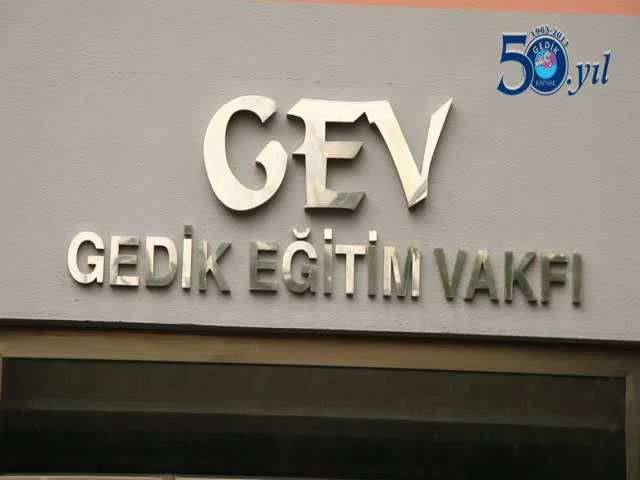 1963-2013
50.yıl
GEDİK
KAYNAK
GEV
GEDİK EĞİTİM VAKFI